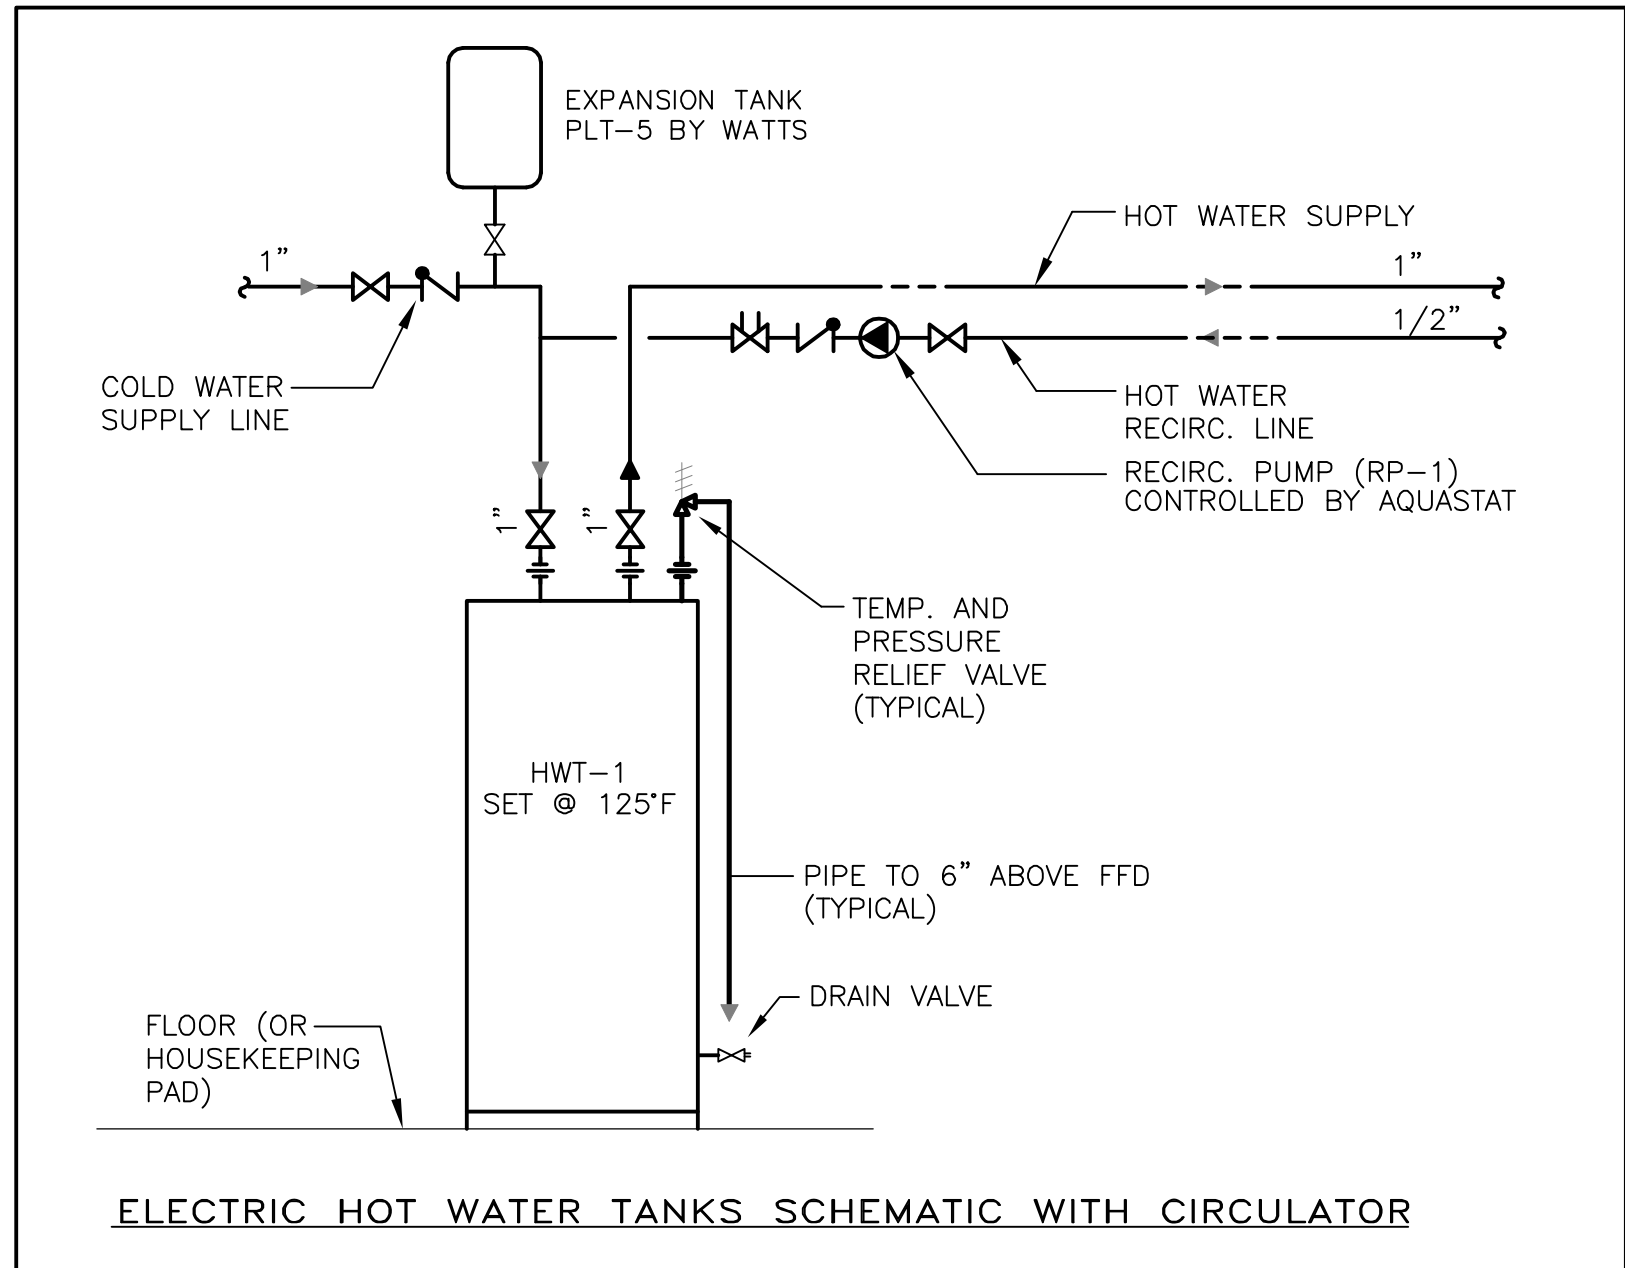 EXPANSION TANK
PLT-5 BY WATTS
HOT WATER SUPPLY
1"
1"
1/2"
COLD WATER
SUPPLY LINE
HOT WATER
RECIRC. LINE
RECIRC. PUMP (RP-1)
CONTROLLED BY AQUASTAT
1"
1"
TEMP. AND
PRESSURE
RELIEF VALVE
(TYPICAL)
HWT-1
SET @ 125°F
PIPE TO 6" ABOVE FFD
(TYPICAL)
DRAIN VALVE
FLOOR (OR
HOUSEKEEPING
PAD)
ELECTRIC HOT WATER TANKS SCHEMATIC WITH CIRCULATOR